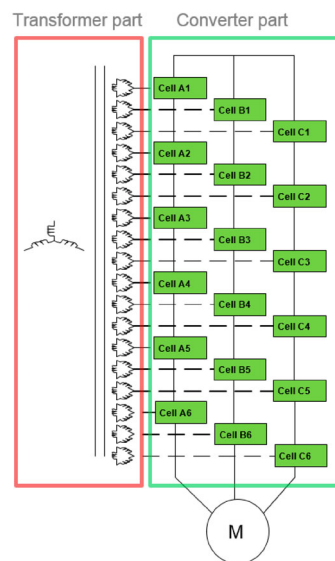 Transformer part
Converter part
Cell A1
Cell B1
Cell C1
Cell A2
Cell B2
Cell C2
Cell A3
Cell B3
Cell C3
Cell A4
Cell B4
Cell C4
Cell A5
Cell B5
Cell C5
Cell A6
Cell B6
Cell C6
M